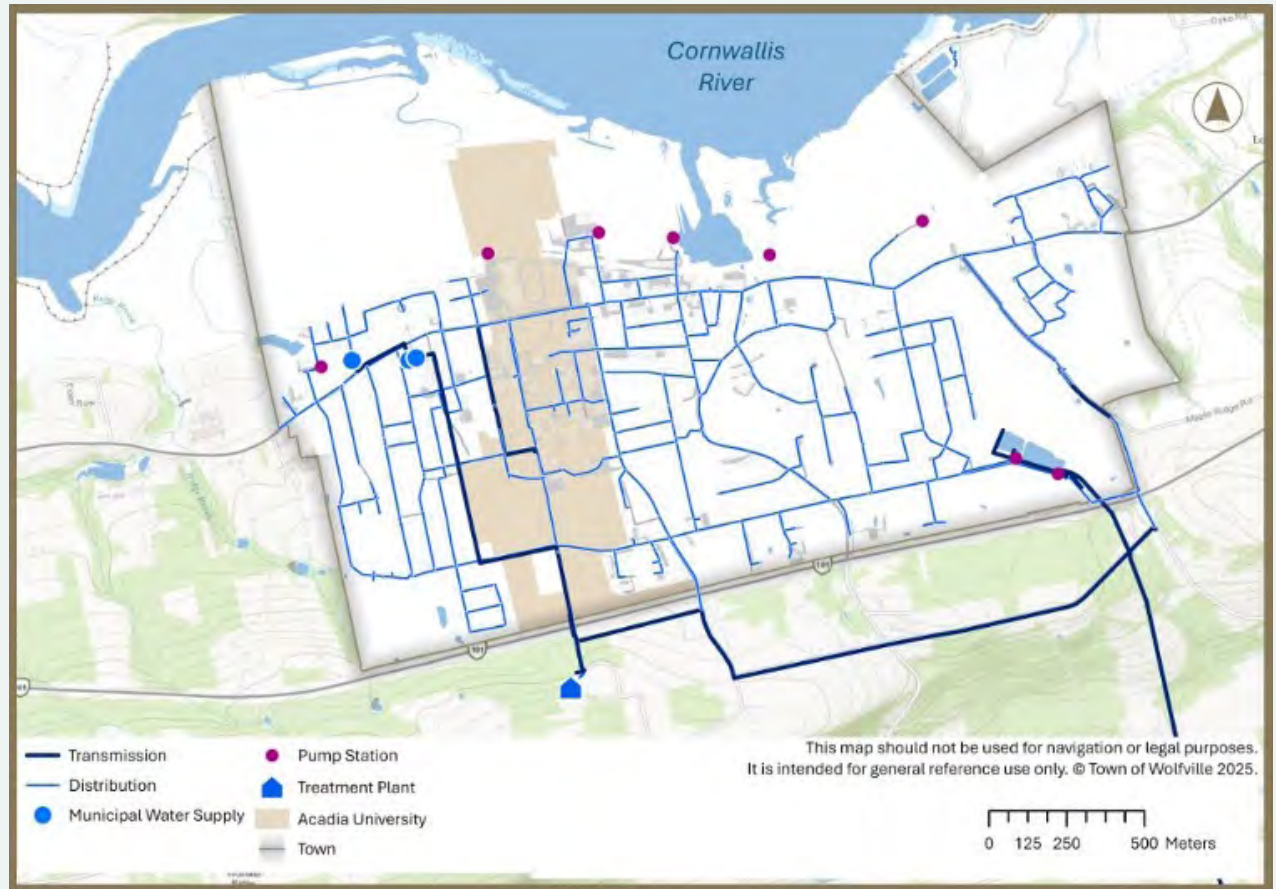 Cornwallis
River
Maple Ridge Rd
101
101
Transmission
Distribution
Municipal Water Supply
Pump Station
Treatment Plant
Acadia University
Town
This map should not be used for navigation or legal purposes.
It is intended for general reference use only. © Town of Wolfville 2025.
0 125 250 500 Meters